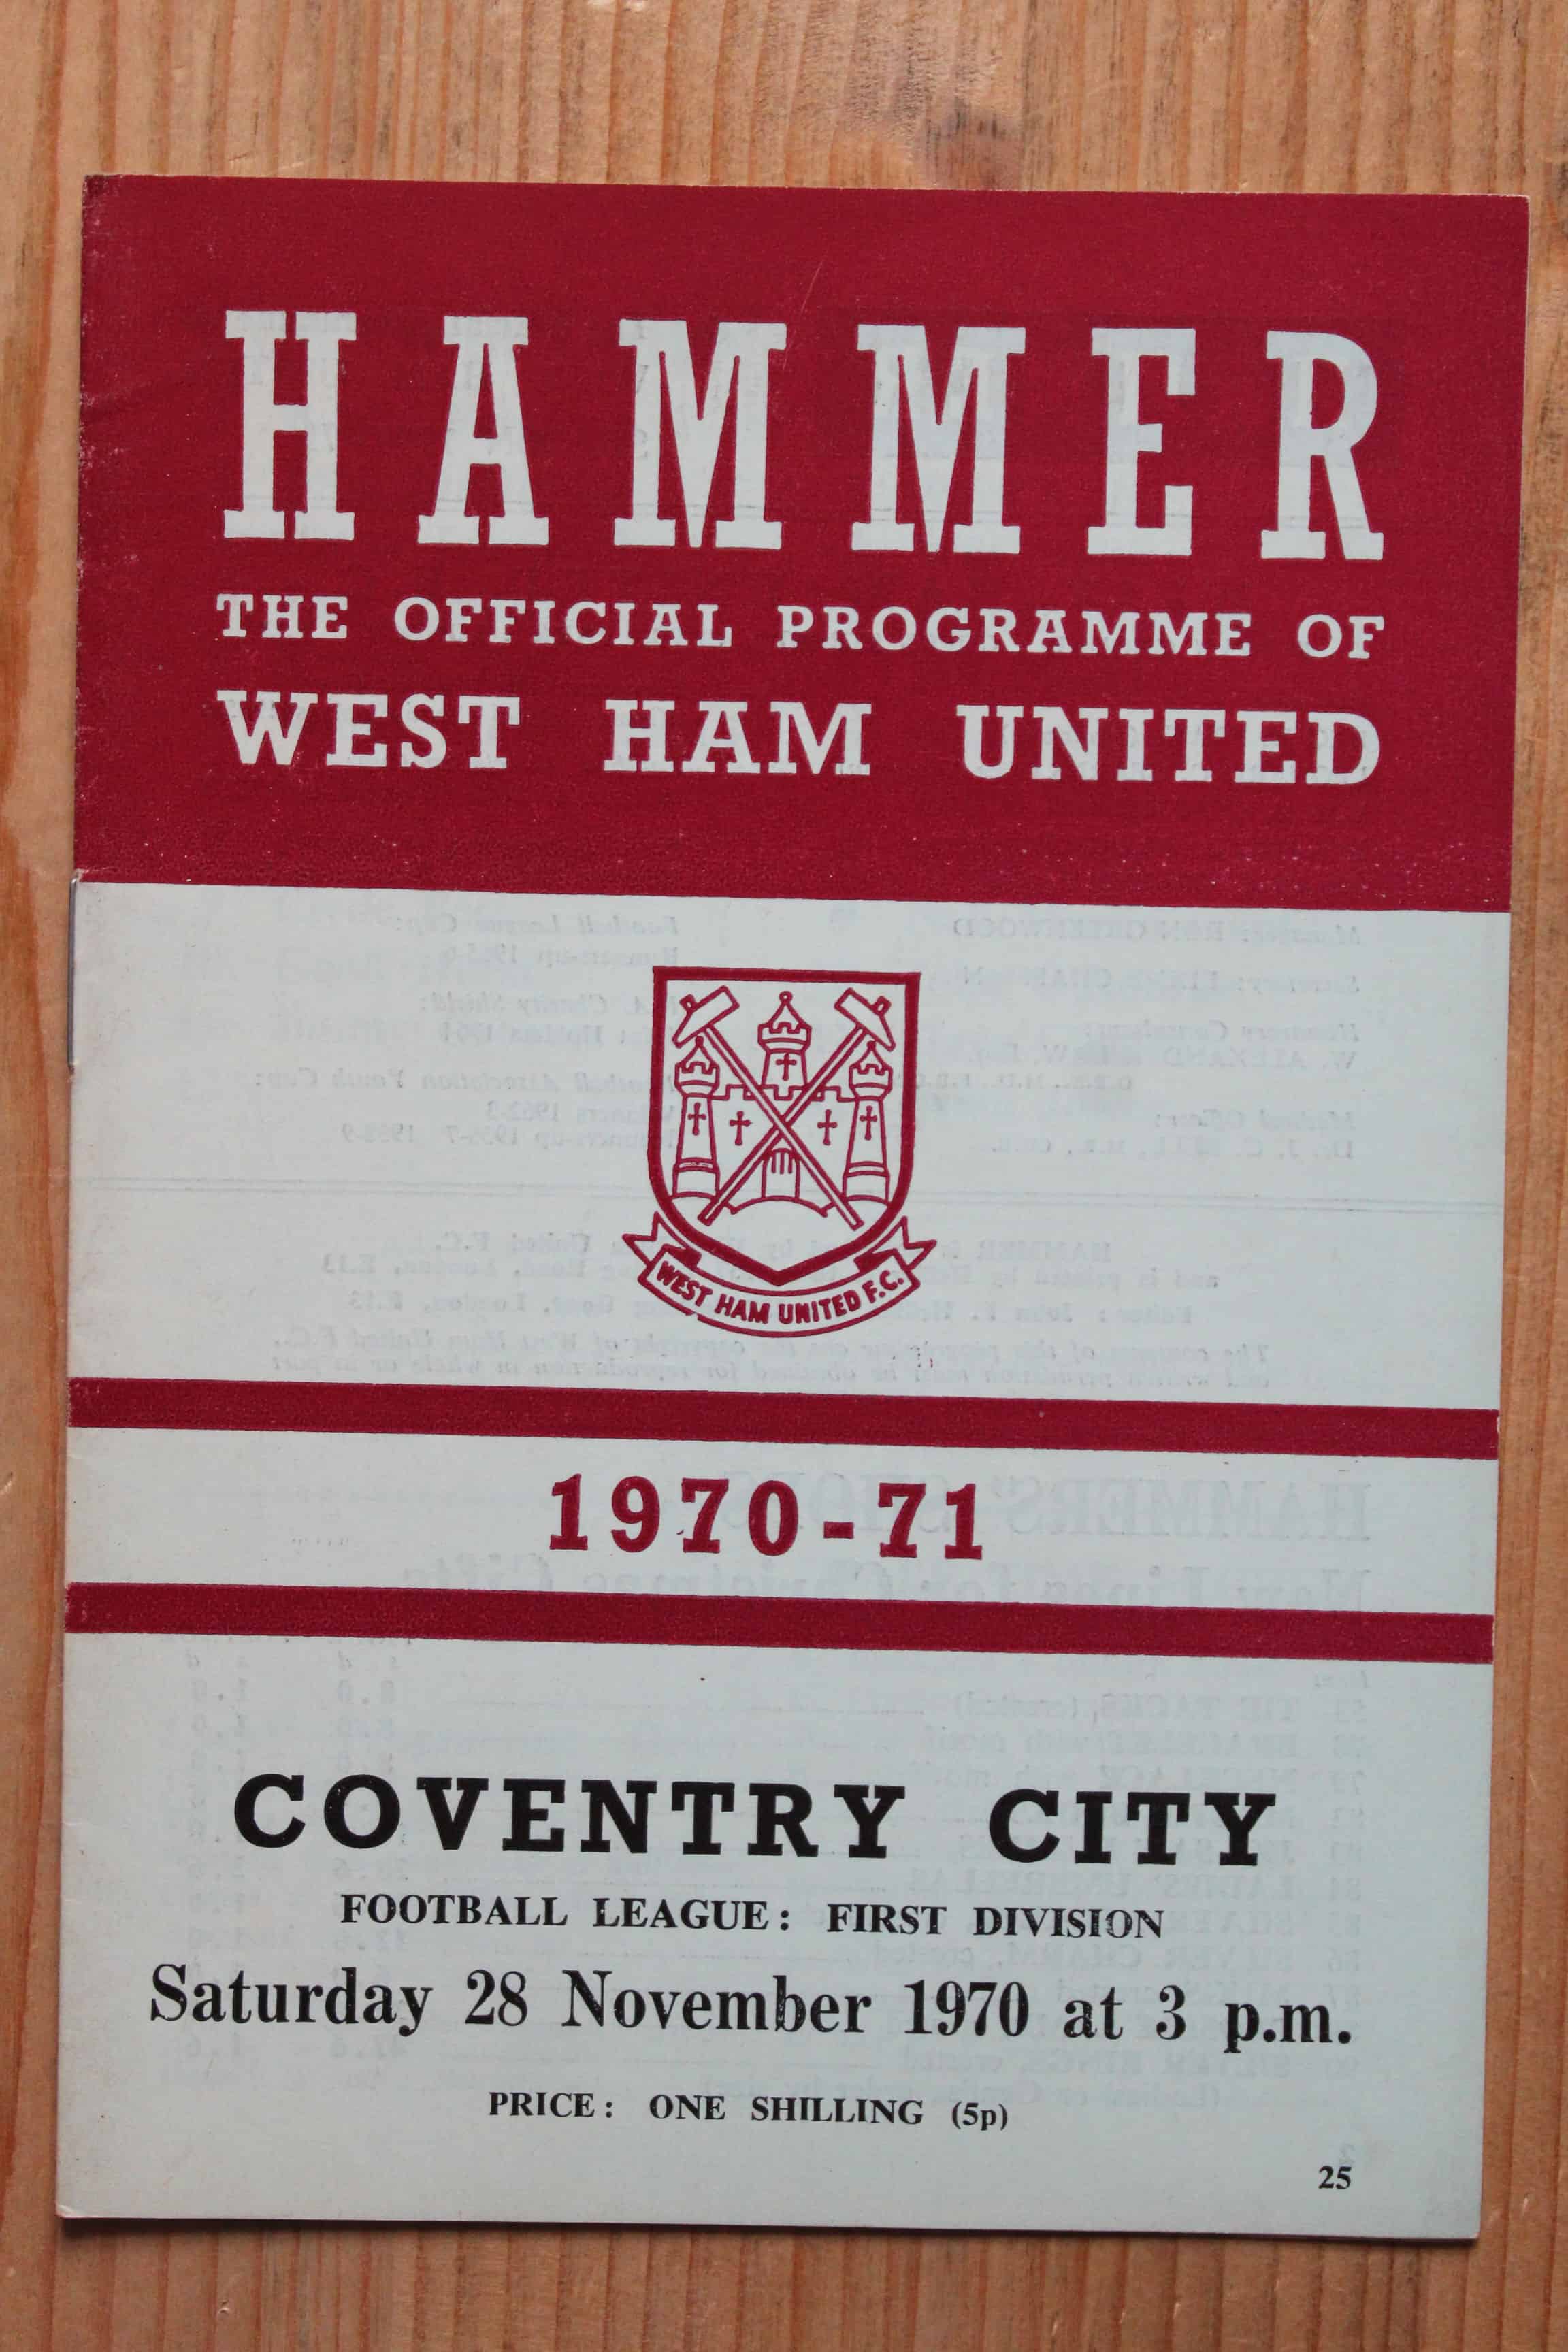 HAMMER
THE OFFICIAL PROGRAMME OF
WEST HAM UNITED
WEST HAM UNITED F.C.
1970-71
COVENTRY CITY
FOOTBALL LEAGUE: FIRST DIVISION
Saturday 28 November 1970 at 3 p.m.
PRICE: ONE SHILLING (5p)
25